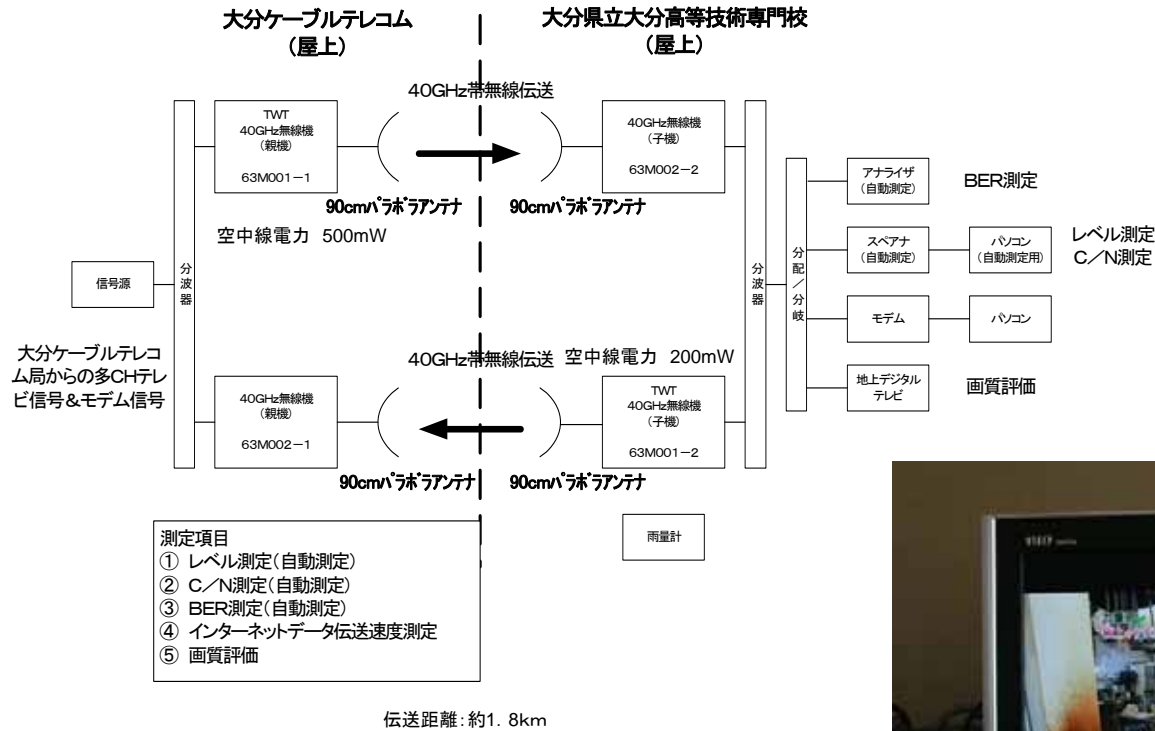 大分ケーブルテレコム
（屋上）
大分県立大分高等技術専門校
（屋上）
40GHz帯無線伝送
TWT
40GHz無線機
（親機）
63M001－1
40GHz無線機
（子機）
63M002－2
90cmパラボラアンテナ
90cmパラボラアンテナ
空中線電力 500mW
信号源
分波器
大分ケーブルテレコ
ム局からの多CHテレ
ビ信号＆モデム信号
40GHz帯無線伝送
空中線電力 200mW
40GHz無線機
（親機）
63M002－1
TWT
40GHz無線機
（子機）
63M001－2
90cmパラボラアンテナ
90cmパラボラアンテナ
分波器
分配／分岐
アナライザ
（自動測定）
BER測定
スペアナ
（自動測定）
パソコン
（自動測定用）
レベル測定
C／N測定
モデム
パソコン
地上デジタル
テレビ
画質評価
雨量計
測定項目
① レベル測定（自動測定）
② C／N測定（自動測定）
③ BER測定（自動測定）
④ インターネットデータ伝送速度測定
⑤ 画質評価
伝送距離：約1．8km